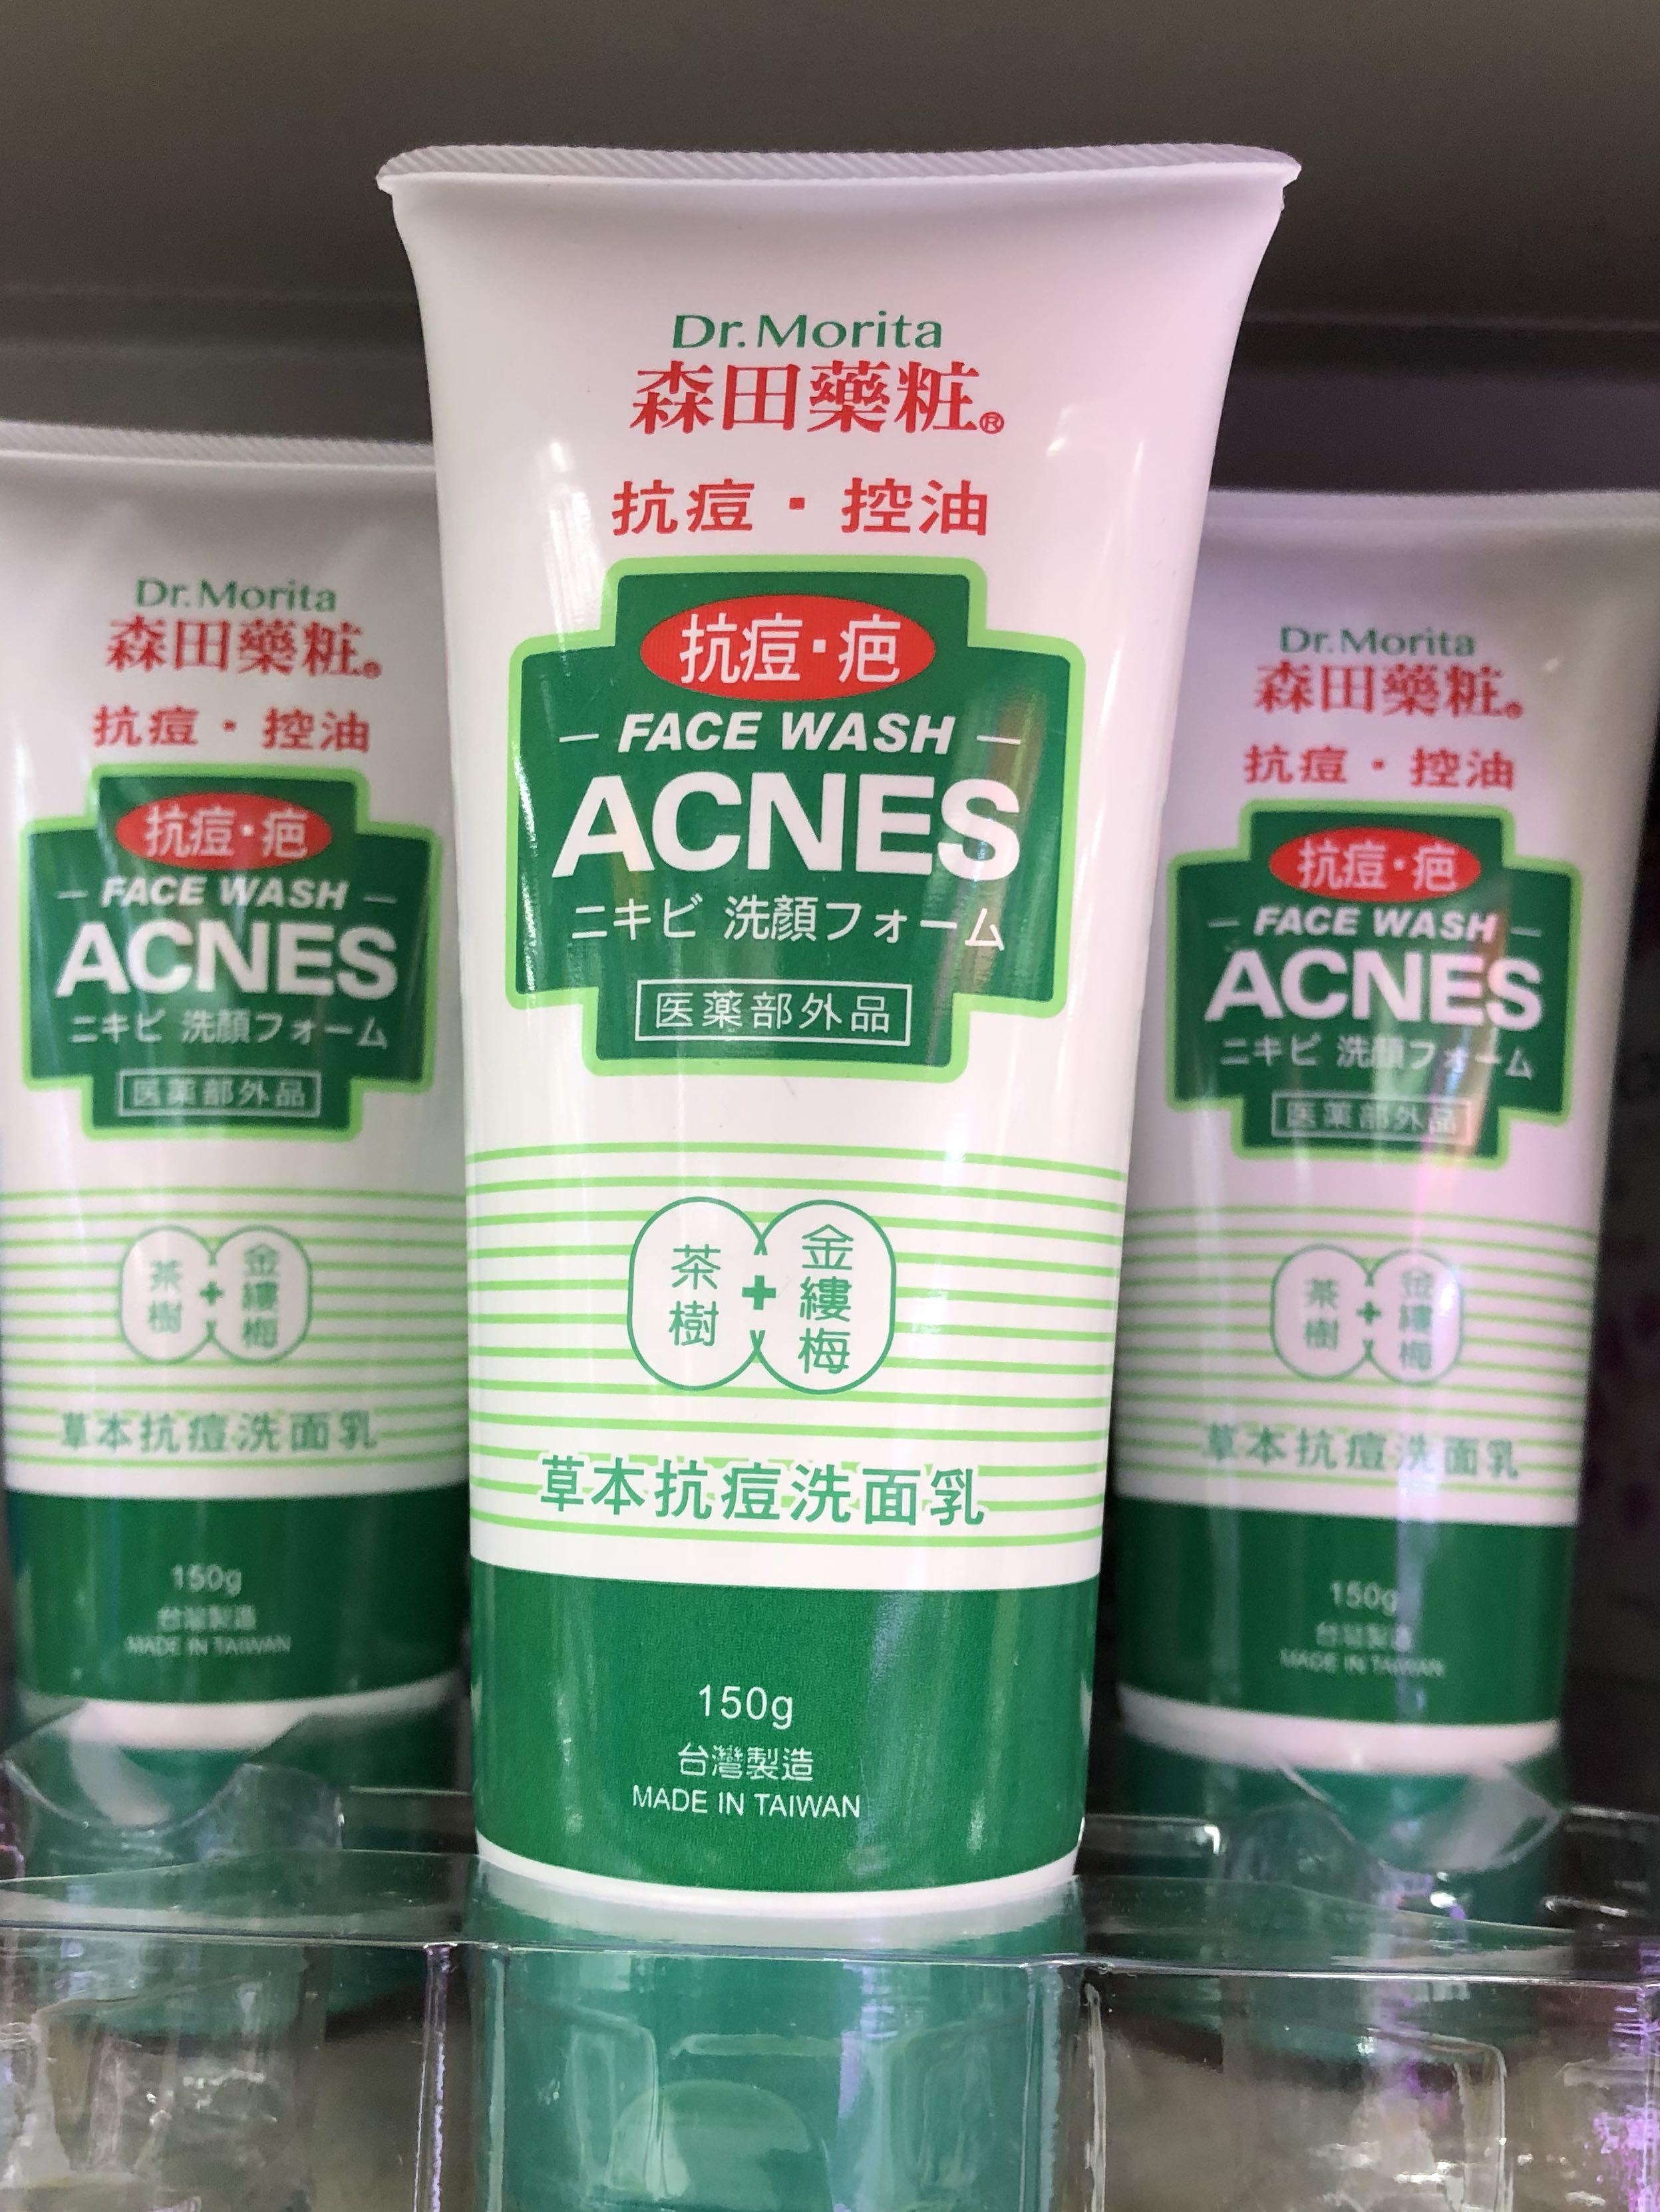 Dr.Morita
森田藥粧®
抗痘・控油
抗痘・疤
FACE WASH
ACNES
ニキビ 洗顔フォーム
医薬部外品
茶樹
+
金縷梅
草本抗痘洗面乳
150g
台灣製造
MADE IN TAIWAN
Dr.Morita
森田藥粧®
抗痘・控油
抗痘・疤
FACE WASH
ACNES
ニキビ 洗顔フォーム
医薬部外品
茶樹
+
金縷梅
草本抗痘洗面乳
150g
台灣製造
MADE IN TAIWAN
Dr.Morita
森田藥粧®
抗痘・控油
抗痘・疤
FACE WASH
ACNES
ニキビ 洗顔フォーム
医薬部外品
茶樹
+
金縷梅
草本抗痘洗面乳
150g
台灣製造
MADE IN TAIWAN